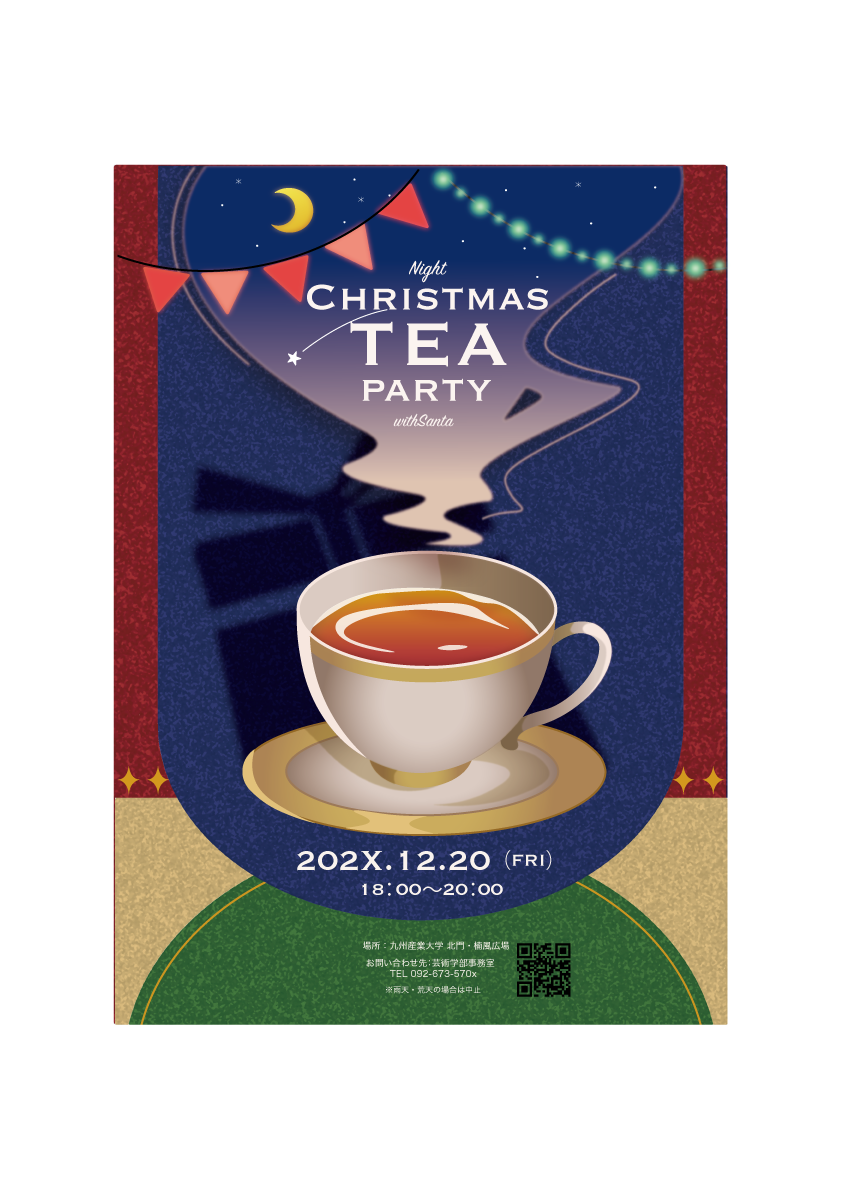 Night
CHRISTMAS
TEA
PARTY
withSanta
202X.12.20（FRI）
18:00〜20:00
場所：九州産業大学 北門・楠風広場
お問い合わせ先：芸術学部事務室
TEL 092-673-570x
※雨天・荒天の場合は中止